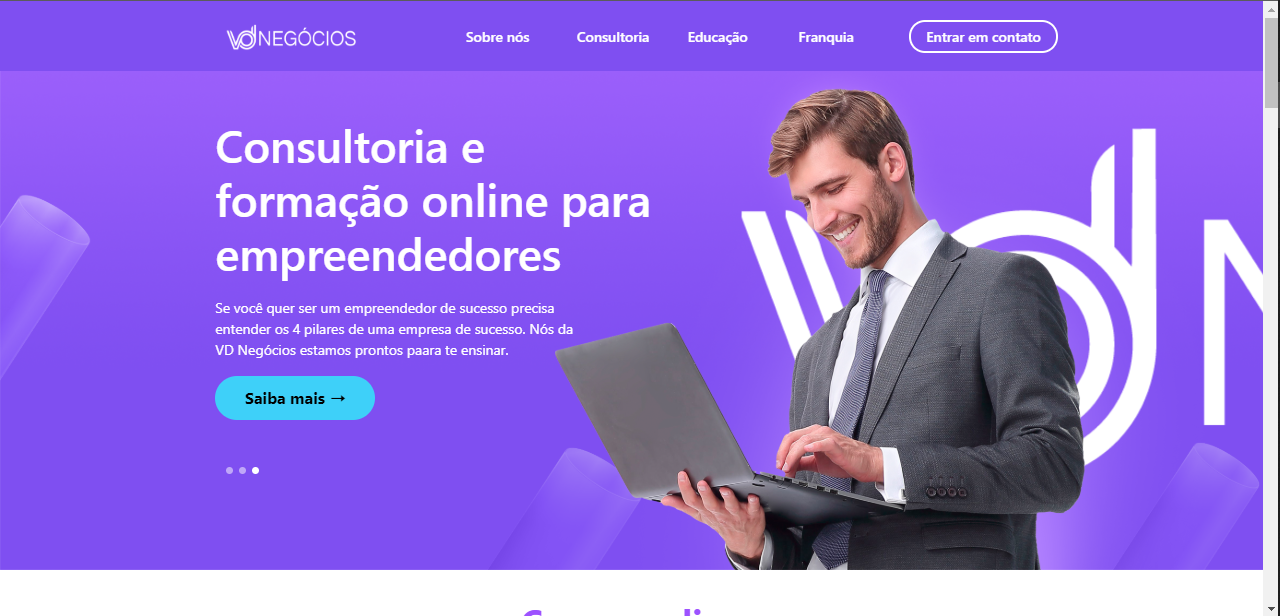 VD NEGÓCIOS
Sobre nós
Consultoria
Educação
Franquia
Entrar em contato
Consultoria e
formação online para
empreendedores
Se você quer ser um empreendedor de sucesso precisa
entender os 4 pilares de uma empresa de sucesso. Nós da
VD Negócios estamos prontos paara te ensinar.
Saiba mais →
vd N